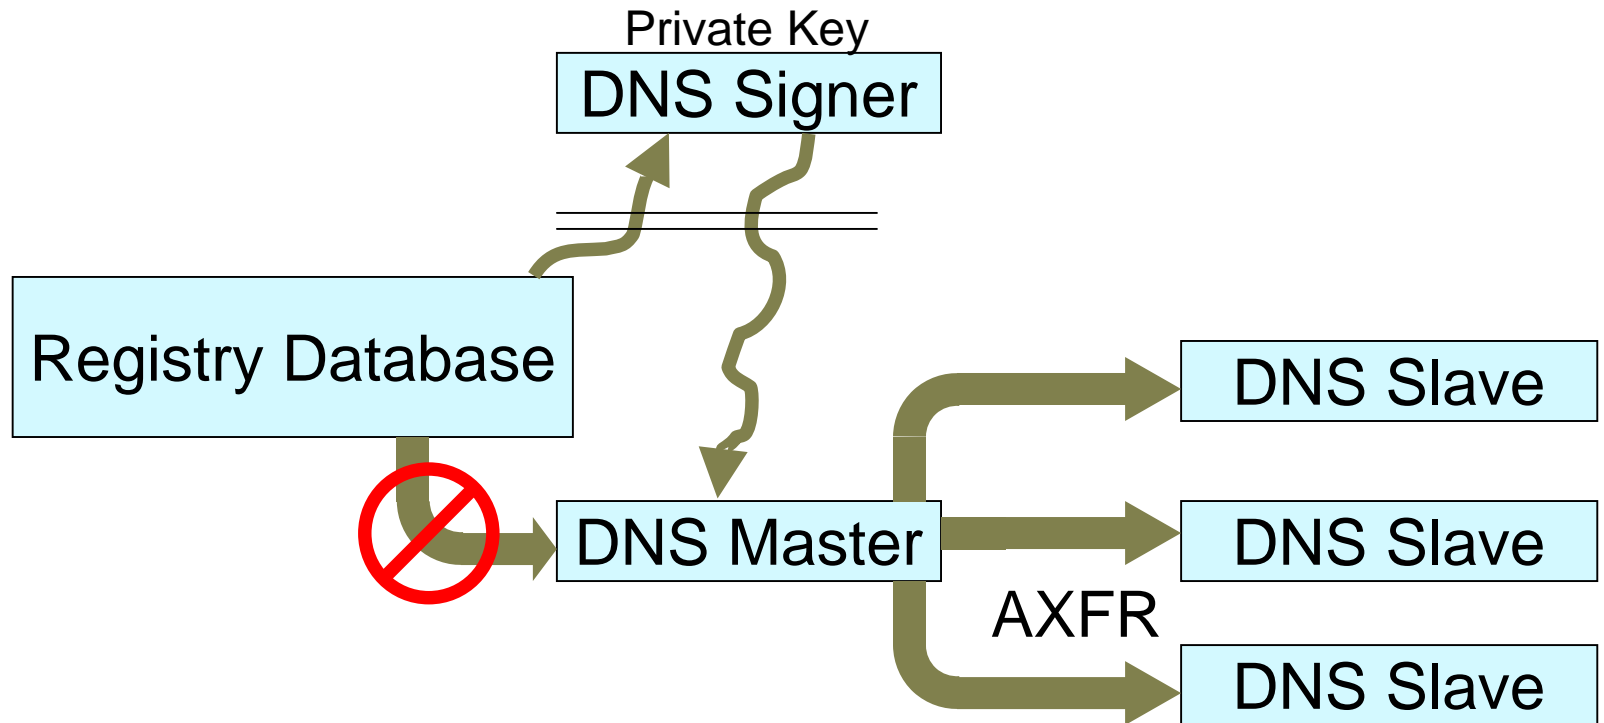 Private Key
DNS Signer
Registry Database
DNS Slave
DNS Master
DNS Slave
AXFR
DNS Slave